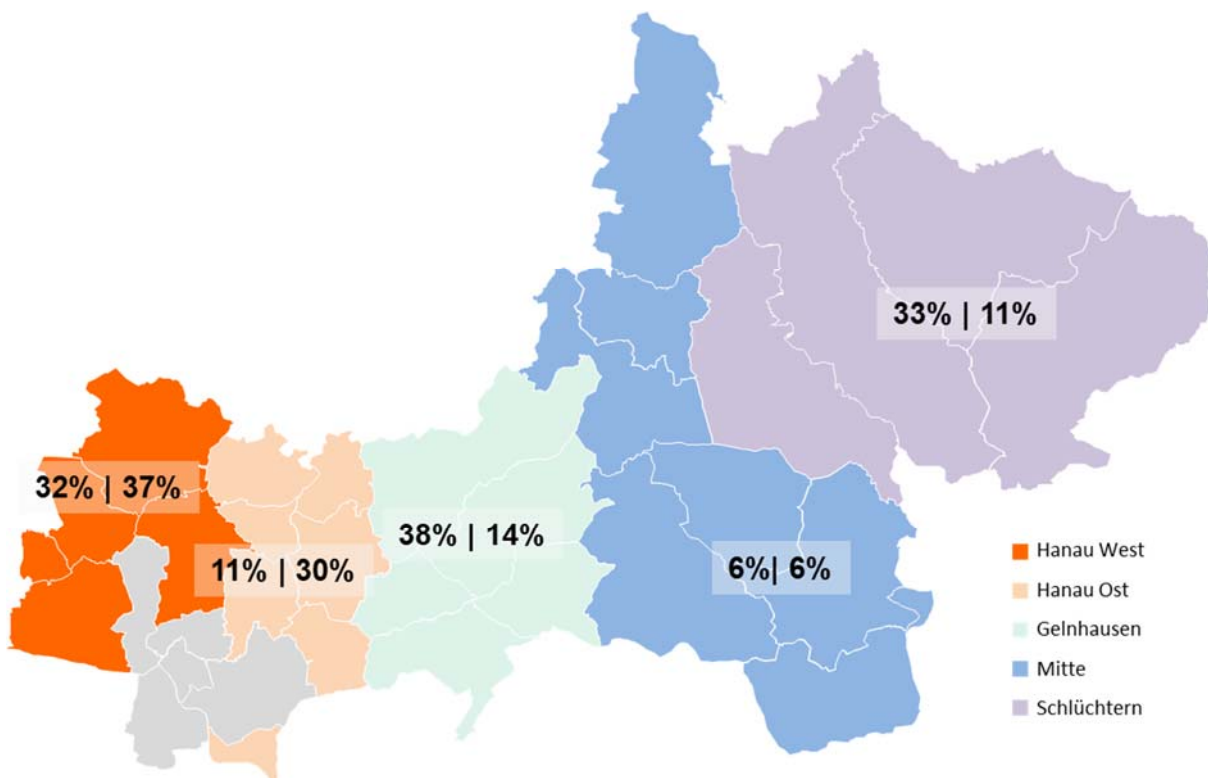 33% | 11%
32% | 37%
38% | 14%
11% | 30%
6%| 6%
Hanau West
Hanau Ost
Gelnhausen
Mitte
Schlüchtern